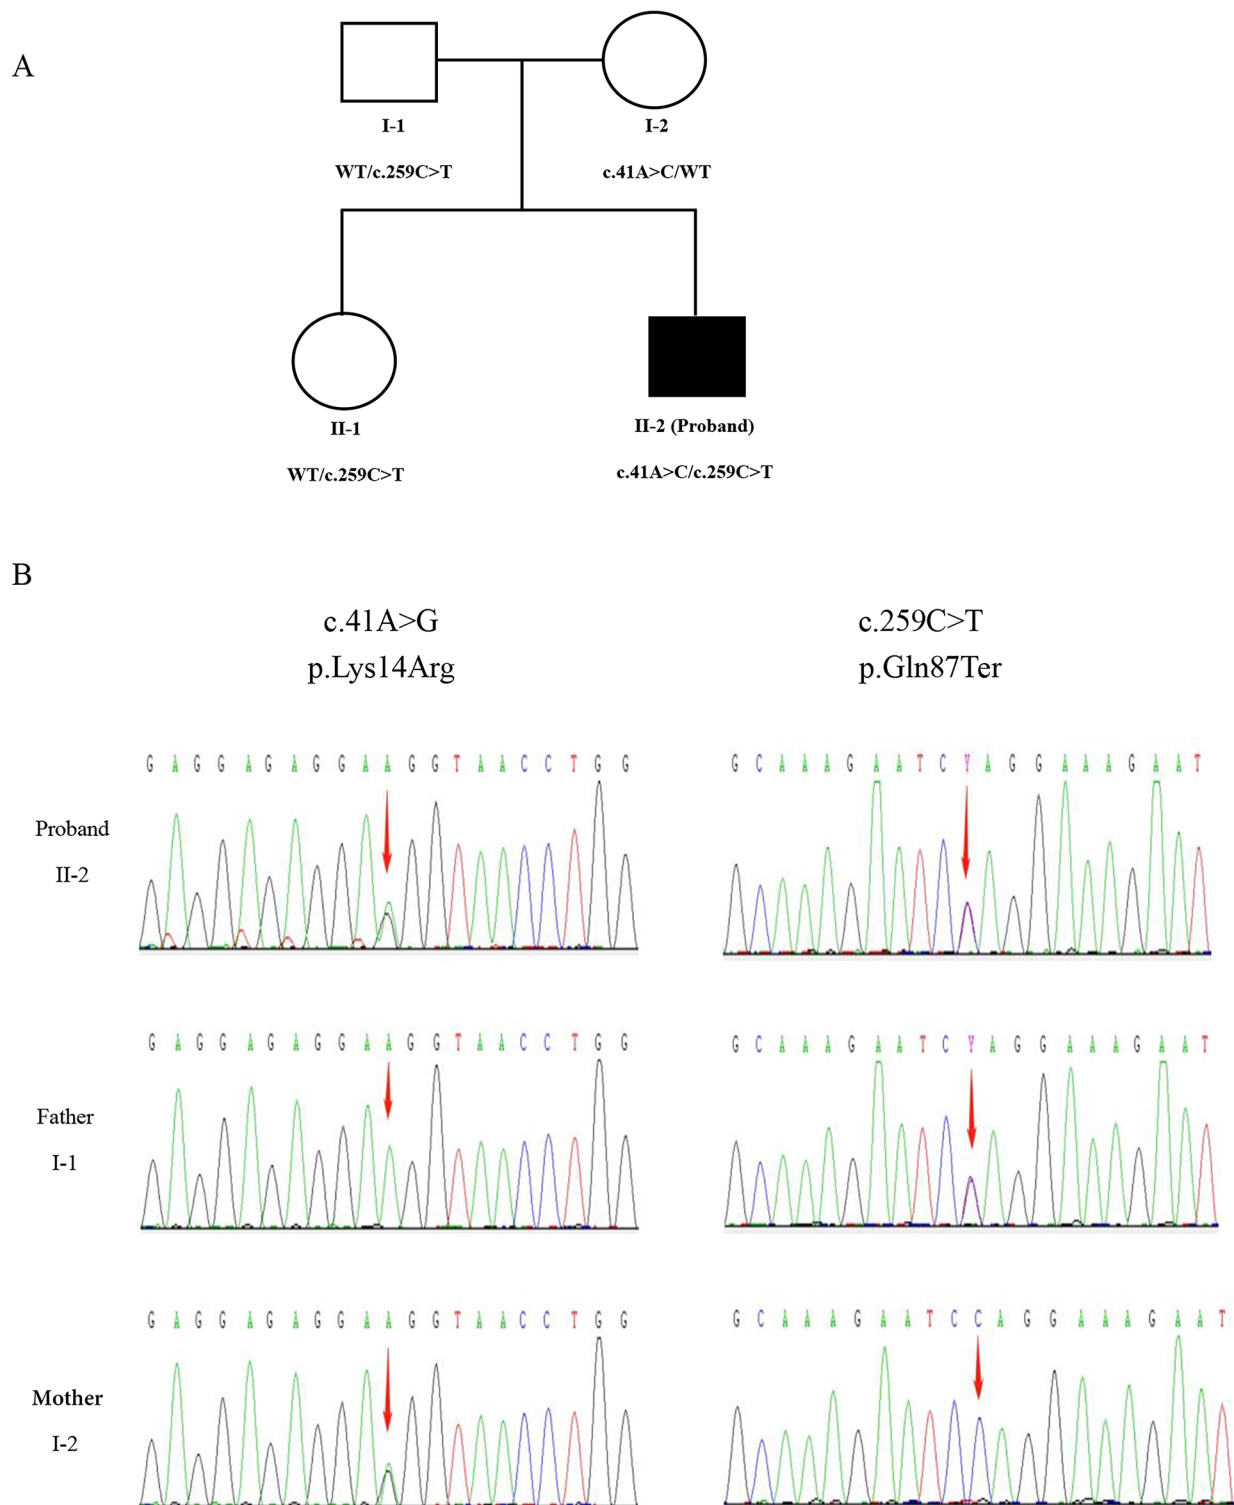 A
I-1
I-2
WT/c.259C>T
c.41A>C/WT
II-1
II-2 (Proband)
WT/c.259C>T
c.41A>C/c.259C>T
B
c.41A>G
c.259C>T
p.Lys14Arg
p.Gln87Ter
G A G G A G A G G A A G G T A A C C T G G
G C A A A G A A T C Y A G G A A A G A A T
Proband
II-2
G A G G A G A G G A A G G T A A C C T G G
G C A A A G A A T C Y A G G A A A G A A T
Father
I-1
G A G G A G A G G A A G G T A A C C T G G
G C A A A G A A T C C A G G A A A G A A T
Mother
I-2